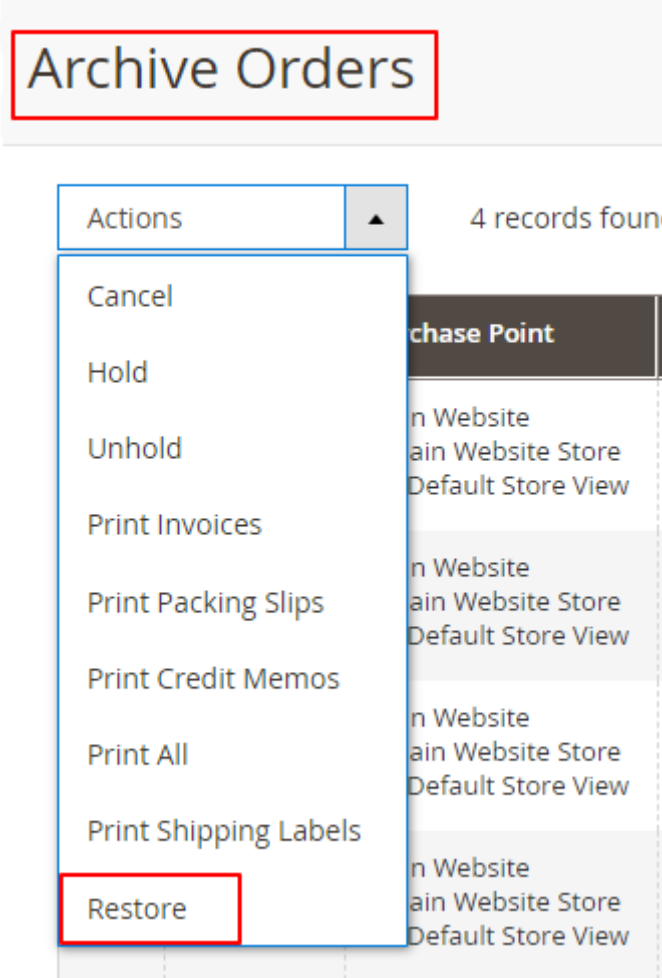 Archive Orders
Actions
4 records foun
Cancel
Hold
Unhold
Print Invoices
Print Packing Slips
Print Credit Memos
Print All
Print Shipping Labels
Restore
chase Point
n Website
ain Website Store
Default Store View
n Website
ain Website Store
Default Store View
n Website
ain Website Store
Default Store View
n Website
ain Website Store
Default Store View